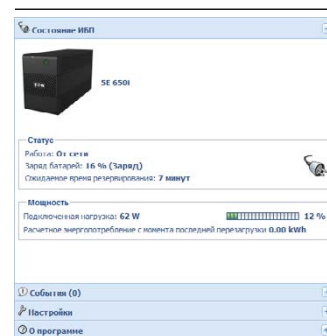 Состояние ИБП
EATON
5E 650i
Статус
Работа: От сети
Заряд батарей: 16 % (Заряд)
Ожидаемое время резервирования: 7 минут
Мощность
Подключенная нагрузка: 62 W 12 %
Расчетное энергопотребление с момента последней перезагрузки 0.00 kWh
События (0)
Настройки
О программе